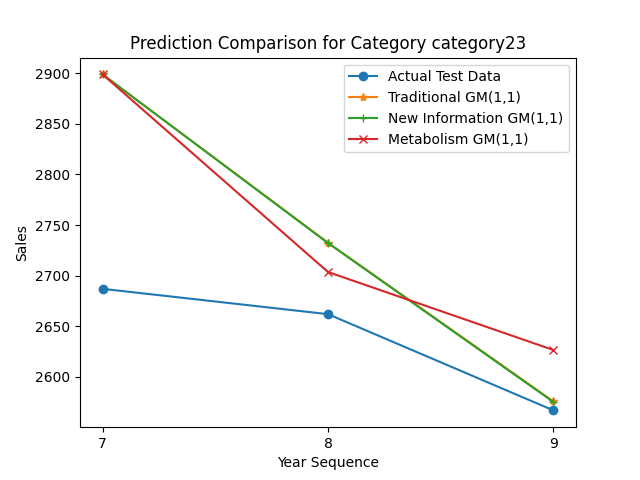 Prediction Comparison for Category category23
2900
2850
2800
2750
2700
2650
2600
Sales
Actual Test Data
Traditional GM(1,1)
New Information GM(1,1)
Metabolism GM(1,1)
7
8
9
Year Sequence